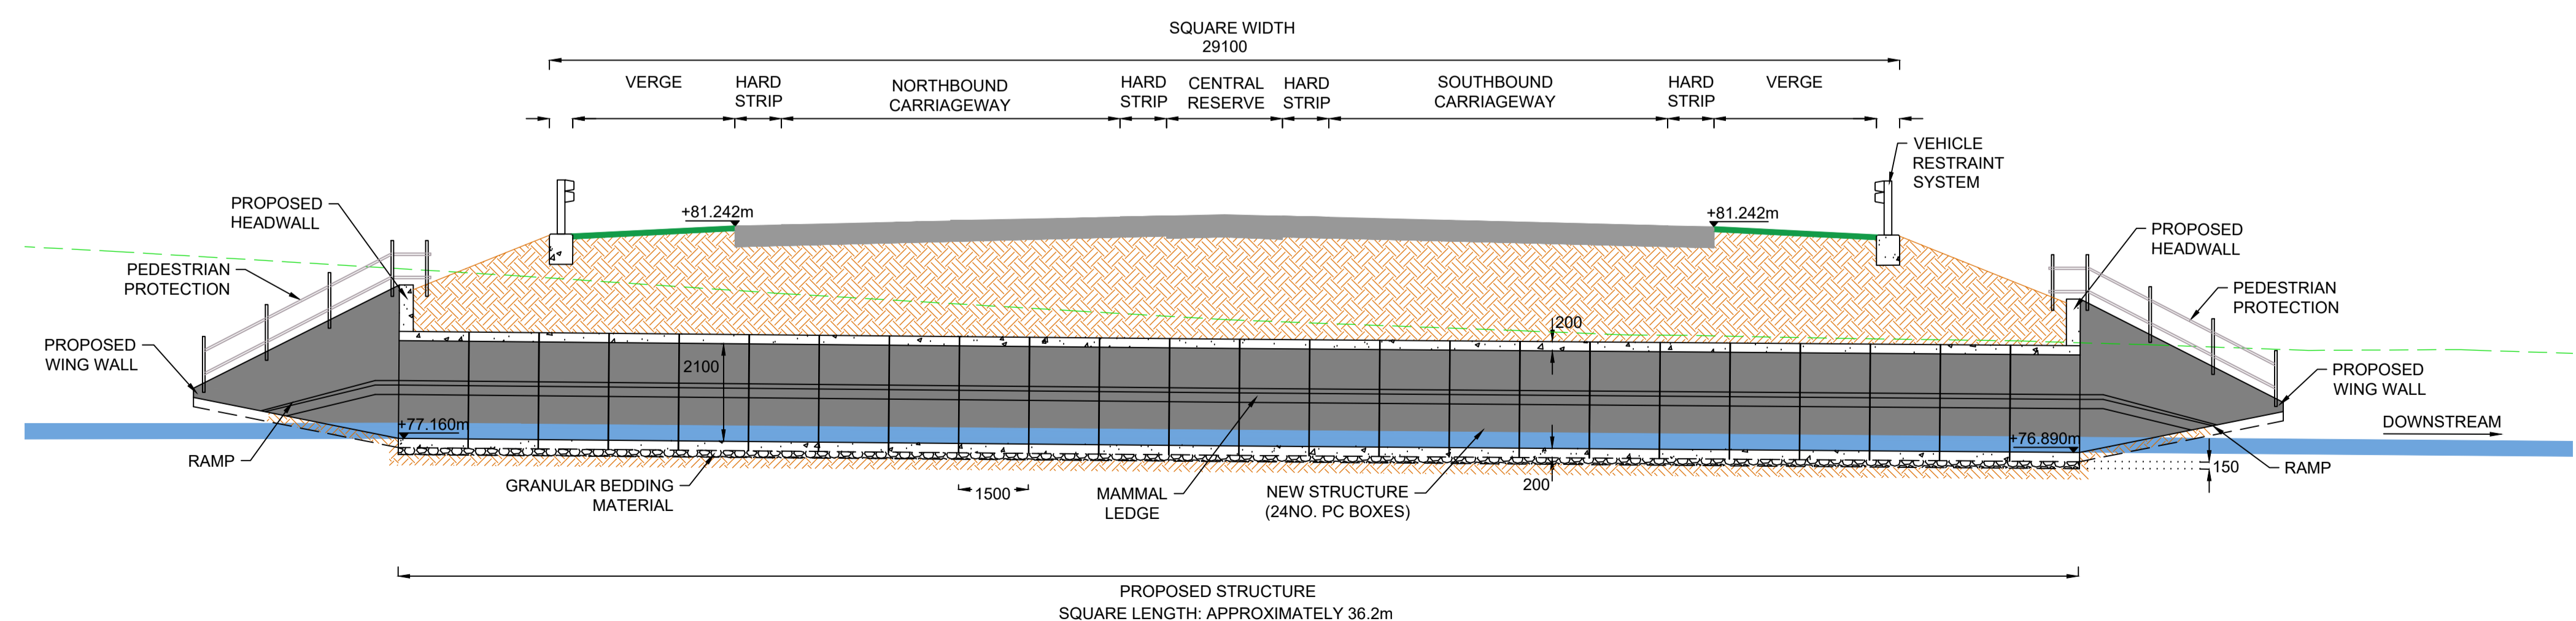 SQUARE WIDTH
29100
VERGE
HARD
STRIP
NORTHBOUND
CARRIAGEWAY
HARD
STRIP
CENTRAL
RESERVE
HARD
STRIP
SOUTHBOUND
CARRIAGEWAY
HARD
STRIP
VERGE
VEHICLE
RESTRAINT
SYSTEM
PROPOSED
HEADWALL
+81.242m
+81.242m
PROPOSED
HEADWALL
PEDESTRIAN
PROTECTION
PEDESTRIAN
PROTECTION
PROPOSED
WING WALL
2100
200
PROPOSED
WING WALL
+77.160m
DOWNSTREAM
+76.890m
RAMP
GRANULAR BEDDING
MATERIAL
1500
MAMMAL
LEDGE
NEW STRUCTURE
(24NO. PC BOXES)
200
150
RAMP
PROPOSED STRUCTURE
SQUARE LENGTH: APPROXIMATELY 36.2m